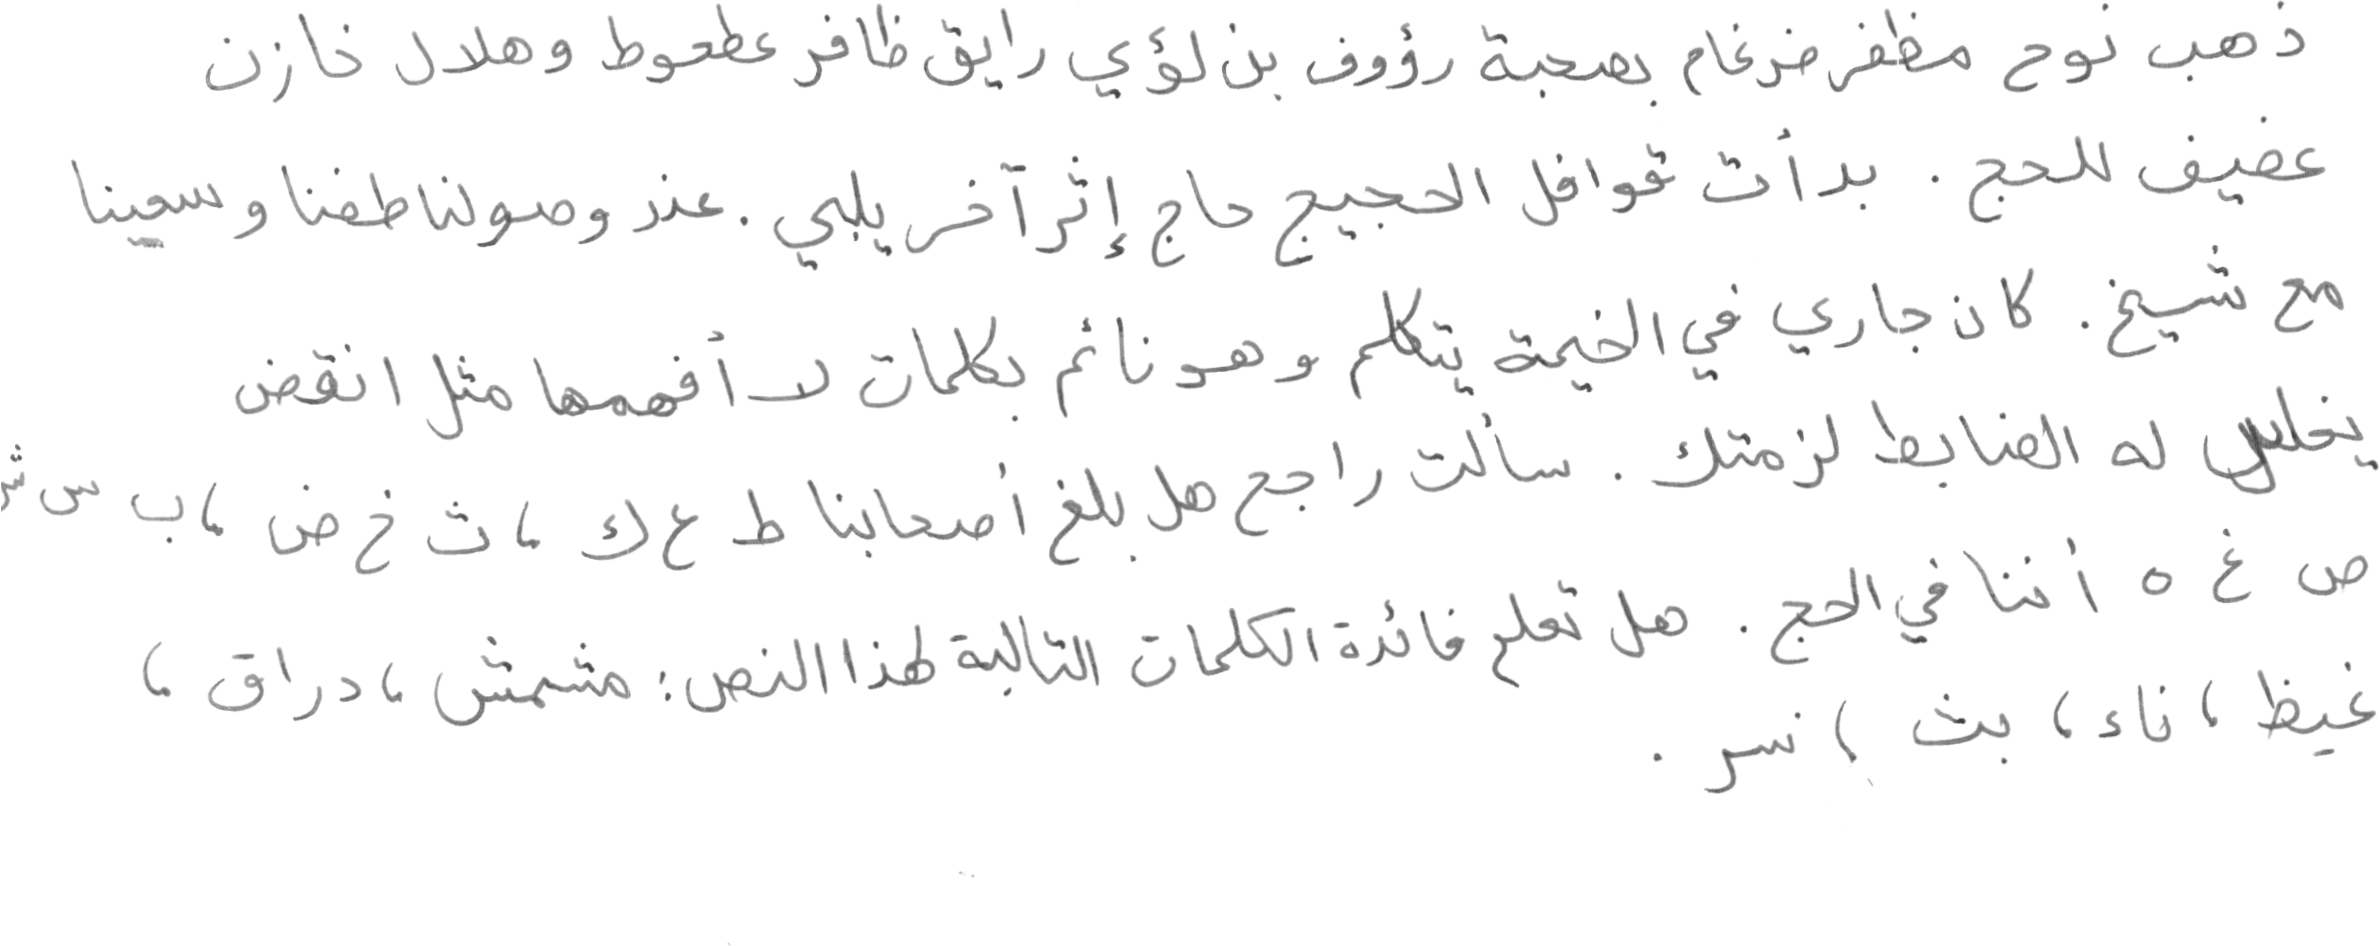 ذهب نوح مظفر ضرغام بصحبة رؤوف بن لؤي رايق ظافر عطعوط وهلال خازن
عفيف للحج . بدأت قوافل الحجيج حاج إثر آخر يلبي . عند وصولنا طفنا وسعينا
مع شيخ . كان جاري في الخيمة يتكلم وهو نائم بكلمات لا أفهمها مثل انقض
يخلص له الضابط لزمتك . سألت راجح هل بلغ أصحابنا ط ع ك ، ث خ ض ، ب س ش
ص غ ه أننا في الحج . هل تعلم فائدة الكلمات التالية لهذا النص : مشمش ، دراق ،
غيظ ، ناء ، بث ، نسر .